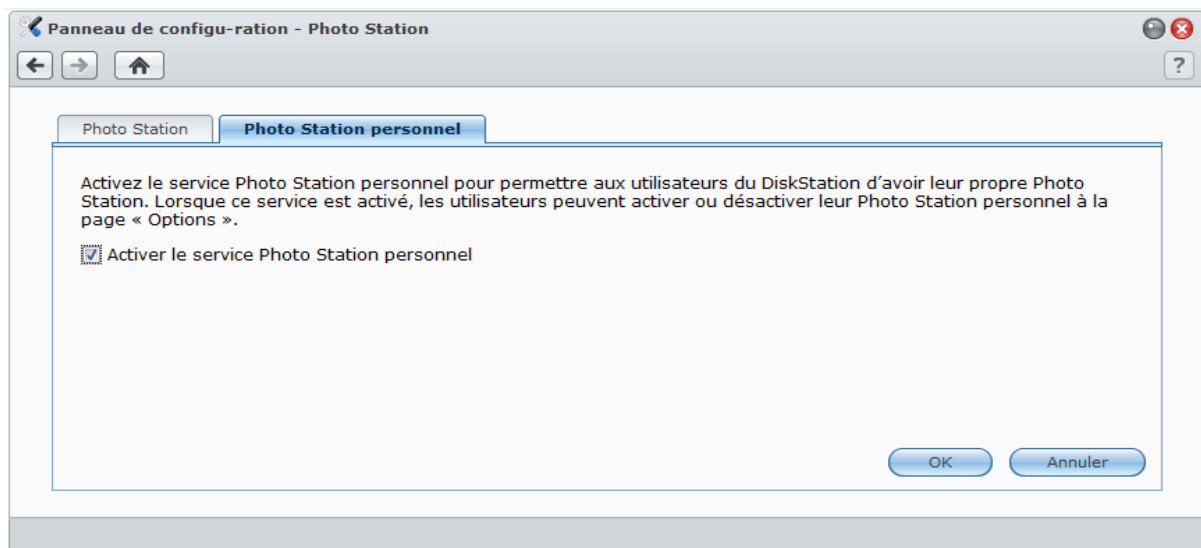 Panneau de configu-ration - Photo Station
?
Photo Station
Photo Station personnel
Activez le service Photo Station personnel pour permettre aux utilisateurs du DiskStation d'avoir leur propre Photo
Station. Lorsque ce service est activé, les utilisateurs peuvent activer ou désactiver leur Photo Station personnel à la
page « Options ».
Activer le service Photo Station personnel
OK
Annuler